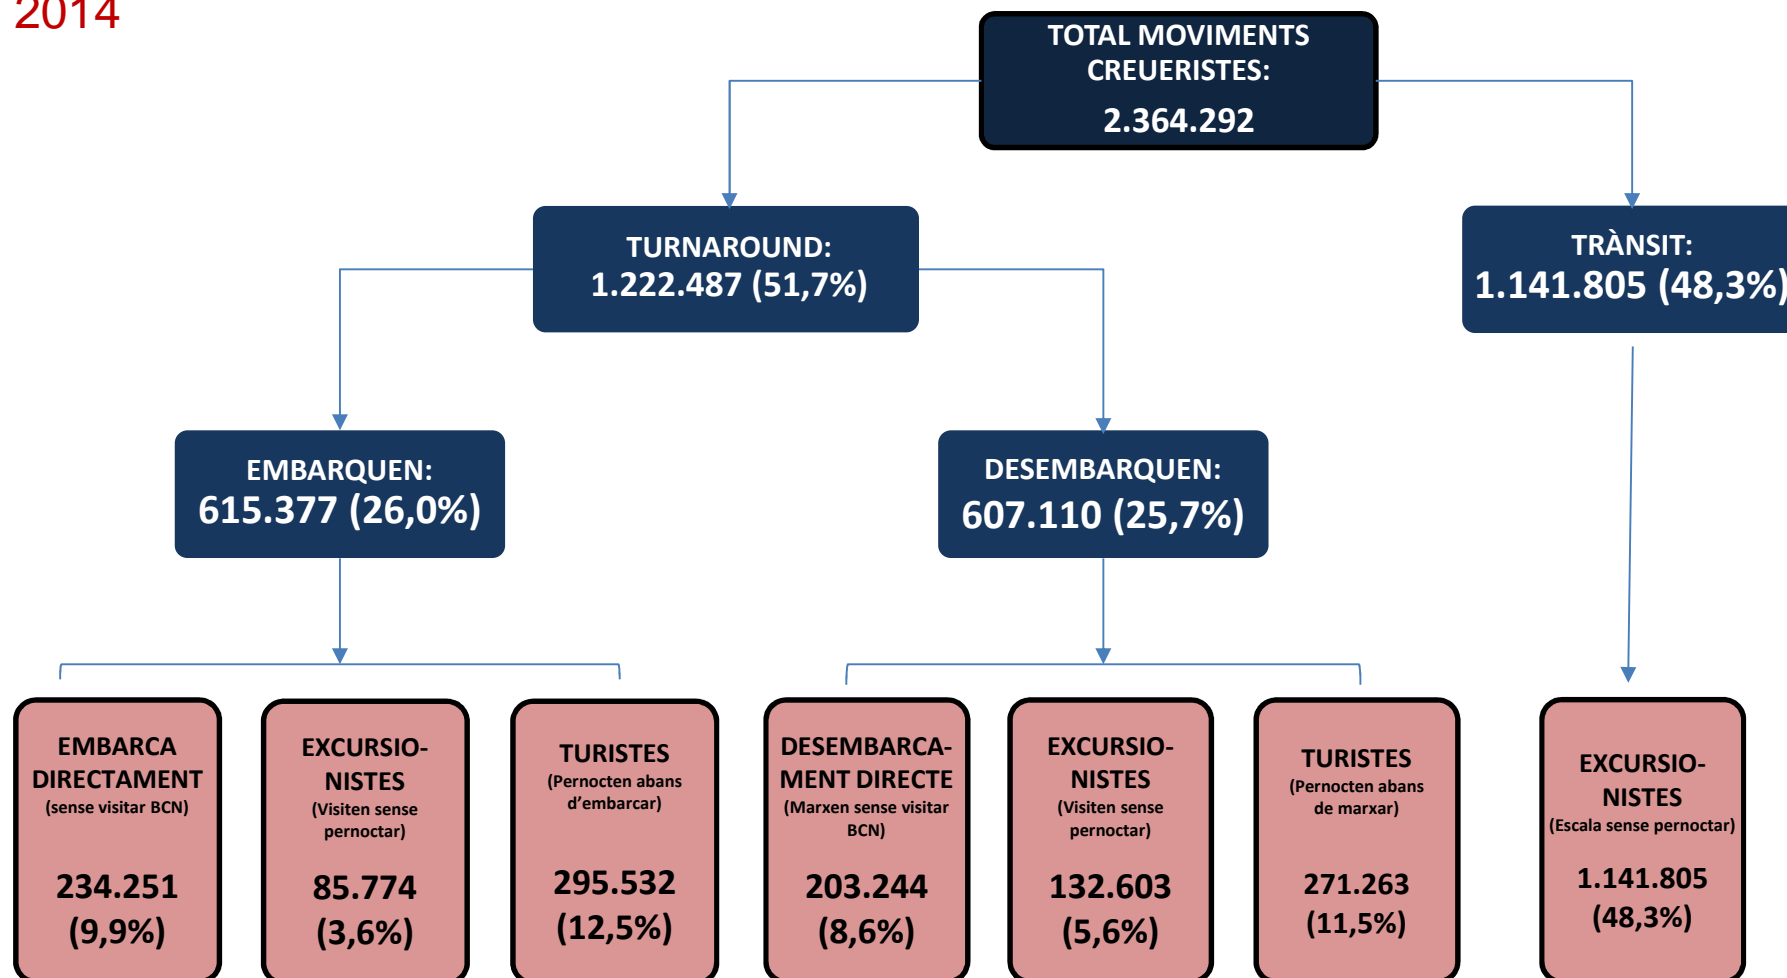 2014
TOTAL MOVIMENTS
CREUERISTES:
2.364.292
TURNAROUND:
1.222.487 (51,7%)
TRÀNSIT:
1.141.805 (48,3%)
EMBARQUEN:
615.377 (26,0%)
DESEMBARQUEN:
607.110 (25,7%)
EMBARCA
DIRECTAMENT
(sense visitar BCN)
234.251
(9,9%)
EXCURSIO-
NISTES
(Visiten sense
pernoctar)
85.774
(3,6%)
TURISTES
(Pernocten abans
d’embarcar)
295.532
(12,5%)
DESEMBARCA-
MENT DIRECTE
(Marxen sense visitar
BCN)
203.244
(8,6%)
EXCURSIO-
NISTES
(Visiten sense
pernoctar)
132.603
(5,6%)
TURISTES
(Pernocten abans
de marxar)
271.263
(11,5%)
EXCURSIO-
NISTES
(Escala sense pernoctar)
1.141.805
(48,3%)